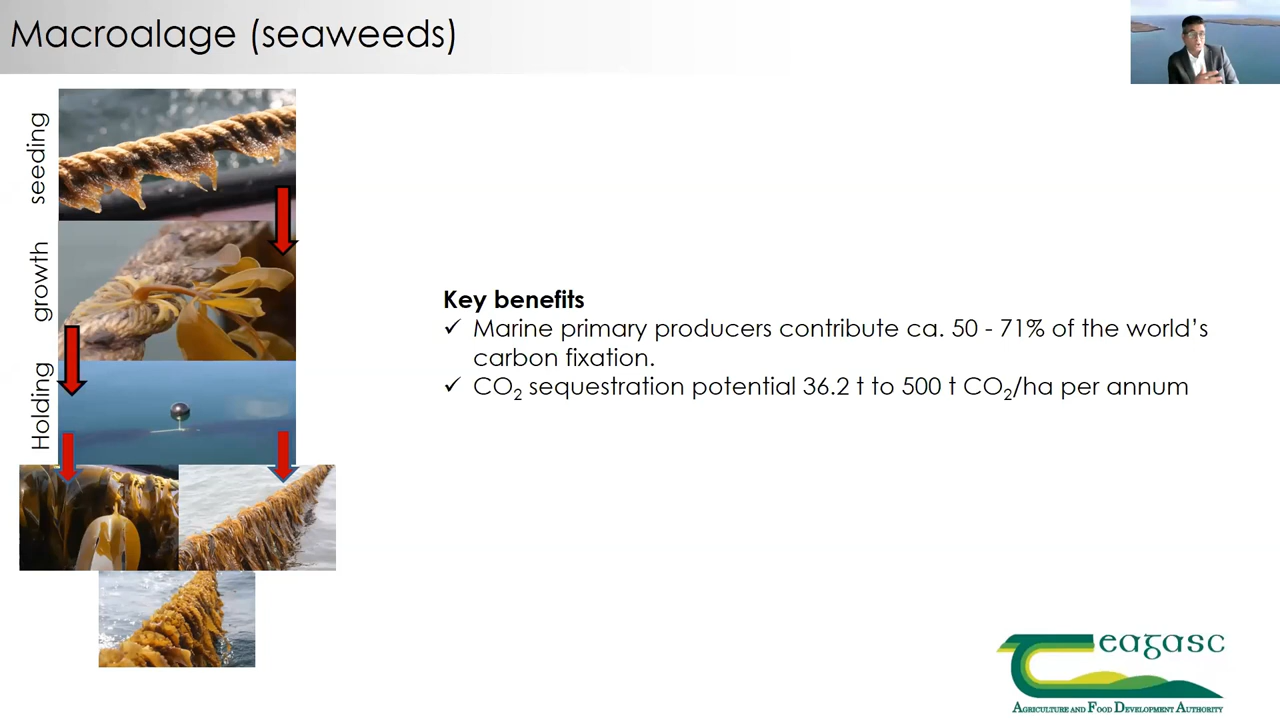 Macroalage (seaweeds)
seeding
growth
Holding
Key benefits
✓ Marine primary producers contribute ca. 50 - 71% of the world’s
carbon fixation.
✓ CO₂ sequestration potential 36.2 t to 500 t CO₂/ha per annum
Teagasc
AGRICULTURE AND FOOD DEVELOPMENT AUTHORITY